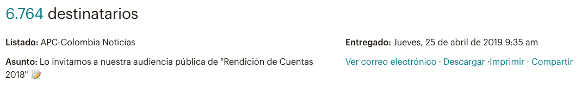 6.764 destinatarios
Listado: APC-Colombia Noticias
Entregado: Jueves, 25 de abril de 2019 9:35 am
Asunto: Lo invitamos a nuestra audiencia pública de "Rendición de Cuentas
2018" 📝
Ver correo electrónico · Descargar ·Imprimir · Compartir